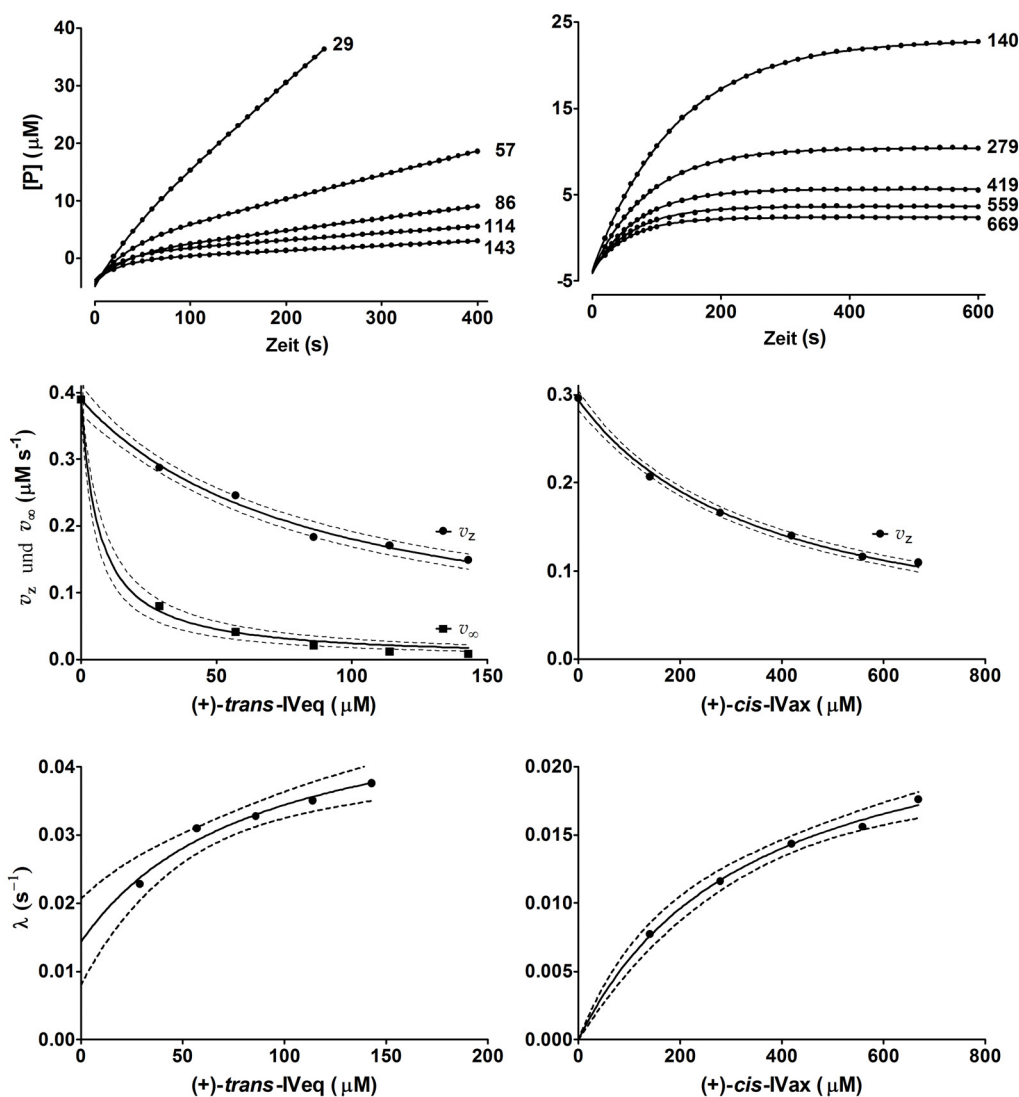 40
30
20
10
0
[P] (μM)
29
57
86
114
143
0 100 200 300 400
Zeit (s)
25
15
5
-5
140
279
419
559
669
0 200 400 600
Zeit (s)
0.4
0.3
0.2
0.1
0.0
v_z und v_∞ (μM s⁻¹)
v_z
v_∞
0 50 100 150
(+)-trans-IVeq (μM)
0.3
0.2
0.1
0.0
v_z
0 200 400 600 800
(+)-cis-IVax (μM)
0.04
0.03
0.02
0.01
0.00
λ (s⁻¹)
0 50 100 150 200
(+)-trans-IVeq (μM)
0.020
0.015
0.010
0.005
0.000
0 200 400 600 800
(+)-cis-IVax (μM)